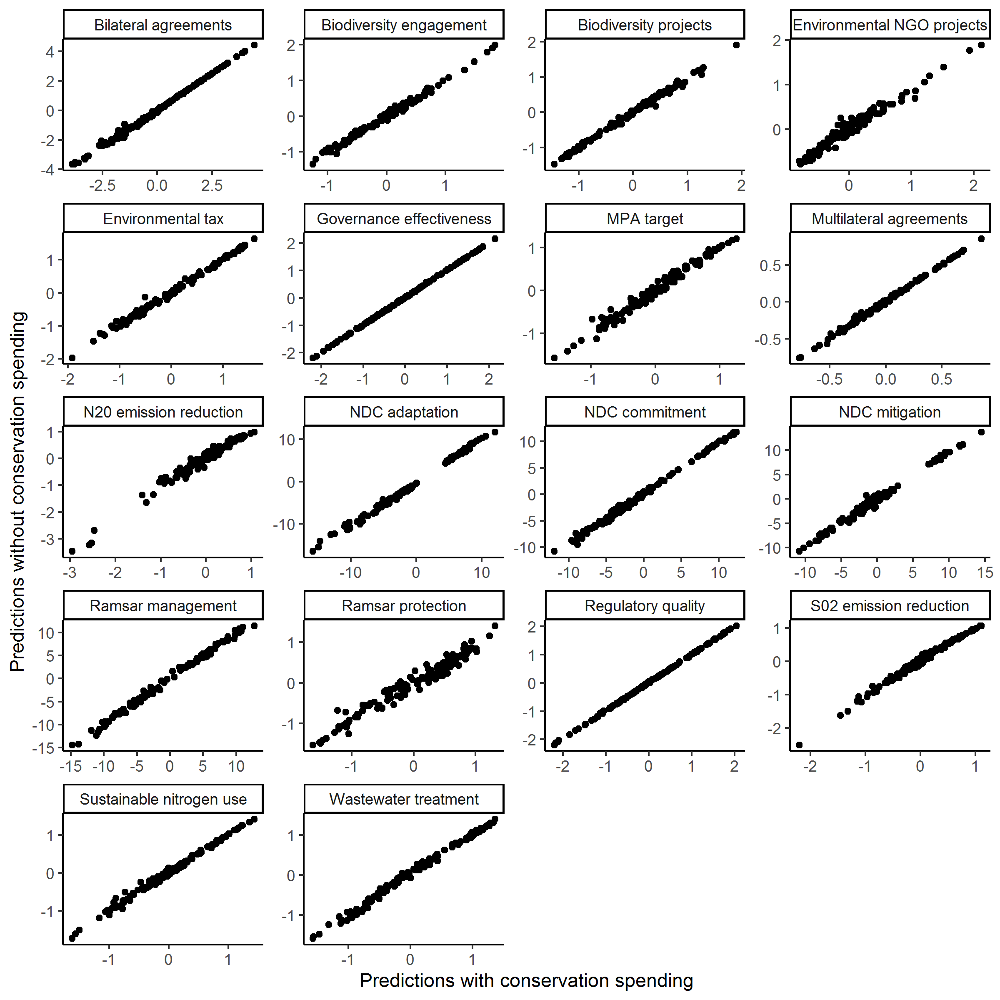 Bilateral agreements
Biodiversity engagement
Biodiversity projects
Environmental NGO projects
4
2
0
-2
-4
-2.5 0.0 2.5
2
1
0
-1
-1 0 1
2
1
0
-1
-1 0 1 2
2
1
0
0 1 2
Environmental tax
Governance effectiveness
MPA target
Multilateral agreements
1
0
-1
-2
-2 -1 0 1
2
1
0
-1
-2
-2 -1 0 1 2
1
0
-1
-1 0 1
0.5
0.0
-0.5
-0.5 0.0 0.5
N20 emission reduction
NDC adaptation
NDC commitment
NDC mitigation
1
0
-1
-2
-3
-3 -2 -1 0 1
10
0
-10
-10 0 10
10
5
0
-5
-10
-10 -5 0 5 10
10
5
0
-5
-10
-10 -5 0 5 10 15
Ramsar management
Ramsar protection
Regulatory quality
S02 emission reduction
10
5
0
-5
-10
-15
-15 -10 -5 0 5 10
1
0
-1
-1 0 1
2
1
0
-1
-2
-2 -1 0 1 2
1
0
-1
-2
-2 -1 0 1
Sustainable nitrogen use
Wastewater treatment
1
0
-1
-1 0 1
1
0
-1
-1 0 1
Predictions without conservation spending
Predictions with conservation spending